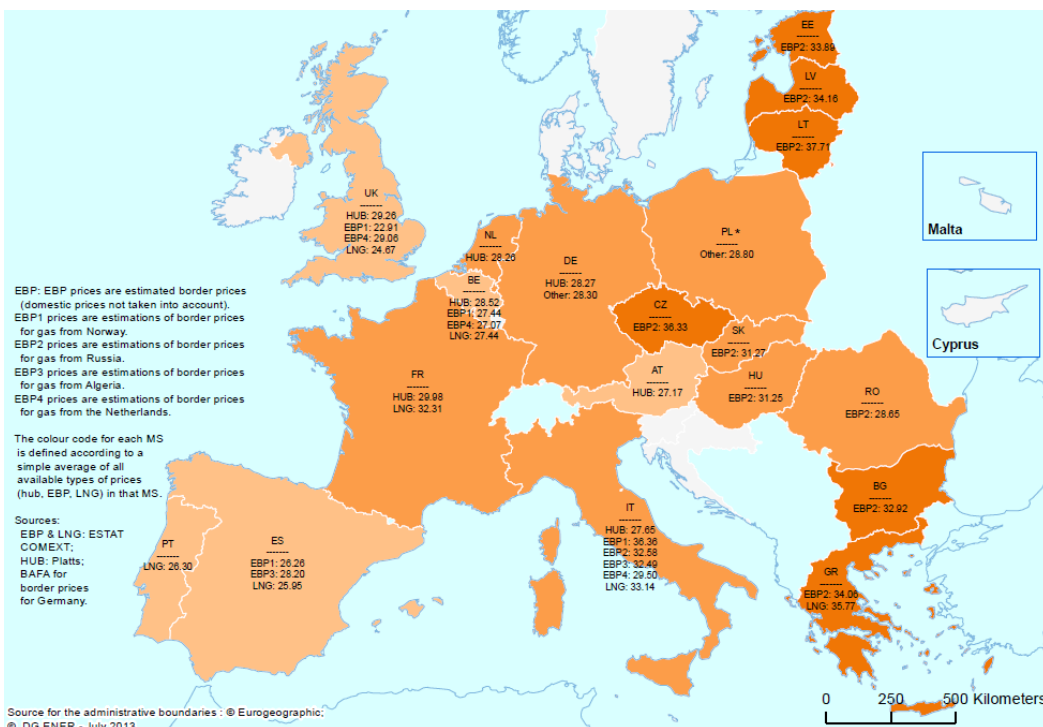 EE
-------
EBP2: 33.89
LV
-------
EBP2: 34.16
LT
-------
EBP2: 37.71
UK
-------
HUB: 29.26
EBP1: 22.91
EBP4: 29.06
LNG: 24.67
NL
-------
HUB: 28.26
DE
-------
HUB: 28.27
Other: 28.30
PL*
-------
Other: 28.80
Malta
Cyprus
BE
-------
HUB: 28.52
EBP1: 27.44
EBP4: 27.07
LNG: 27.44
CZ
-------
EBP2: 36.33
SK
-------
EBP2: 31.27
AT
-------
HUB: 27.17
HU
-------
EBP2: 31.25
RO
-------
EBP2: 28.65
FR
-------
HUB: 29.98
LNG: 32.31
BG
-------
EBP2: 32.92
IT
-------
HUB: 27.65
EBP1: 36.36
EBP2: 32.58
EBP3: 32.49
EBP4: 29.50
LNG: 33.14
PT
-------
LNG: 26.30
ES
-------
EBP1: 26.26
EBP3: 28.20
LNG: 25.95
GR
-------
EBP2: 34.06
LNG: 35.77
EBP: EBP prices are estimated border prices
(domestic prices not taken into account).
EBP1 prices are estimations of border prices
for gas from Norway.
EBP2 prices are estimations of border prices
for gas from Russia.
EBP3 prices are estimations of border prices
for gas from Algeria.
EBP4 prices are estimations of border prices
for gas from the Netherlands.
The colour code for each MS
is defined according to a
simple average of all
available types of prices
(hub, EBP, LNG) in that MS.
Sources:
EBP & LNG: ESTAT
COMEXT;
HUB: Platts;
BAFA for
border prices
for Germany.
0 250 500 Kilometers
Source for the administrative boundaries : © Eurogeographic;
© DG ENER - July 2013